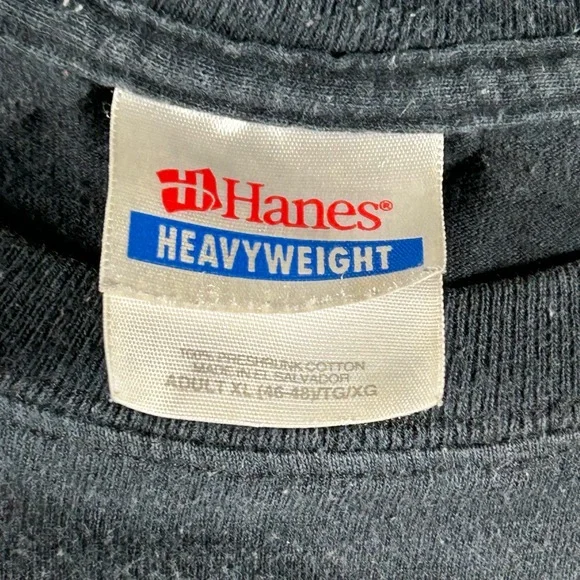 Hanes®
HEAVYWEIGHT
100% PRESHRUNK COTTON
MADE IN EL SALVADOR
ADULT XL (46-48)/TG/XG